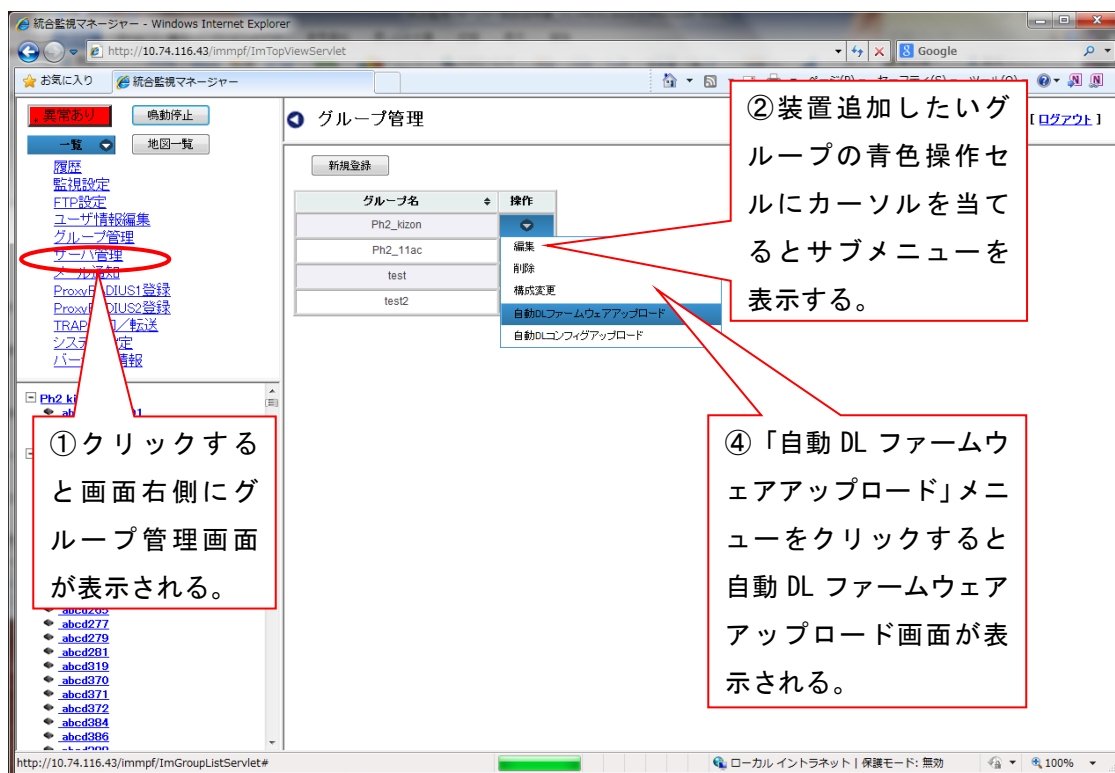 統合監視マネージャー - Windows Internet Explorer
http://10.74.116.43/immpf/ImTopViewServlet
Google
お気に入り
統合監視マネージャー
異常あり
鳴動停止
一覧
地図一覧
履歴
監視設定
FTP設定
ユーザ情報編集
グループ管理
サーバ管理
メール通知
TRAP
システ
定
バー
情報
グループ管理
[ ログアウト ]
新規登録
グループ名
操作
Ph2_kizon
Ph2_11ac
test
test2
編集
削除
構成変更
自動DLファームウェアアップロード
自動DLコンフィグアップロード
②装置追加したいグ
ループの青色操作セ
ルにカーソルを当て
るとサブメニューを
表示する。
①クリックする
と画面右側にグ
ループ管理画面
が表示される。
④「自動 DL ファームウ
ェアアップロード」メニ
ューをクリックすると
自動 DL ファームウェア
アップロード画面が表
示される。
abcd277
abcd279
abcd281
abcd319
abcd370
abcd371
abcd372
abcd384
abcd386
http://10.74.116.43/immpf/ImGroupListServlet#
ローカル イントラネット | 保護モード: 無効
100%